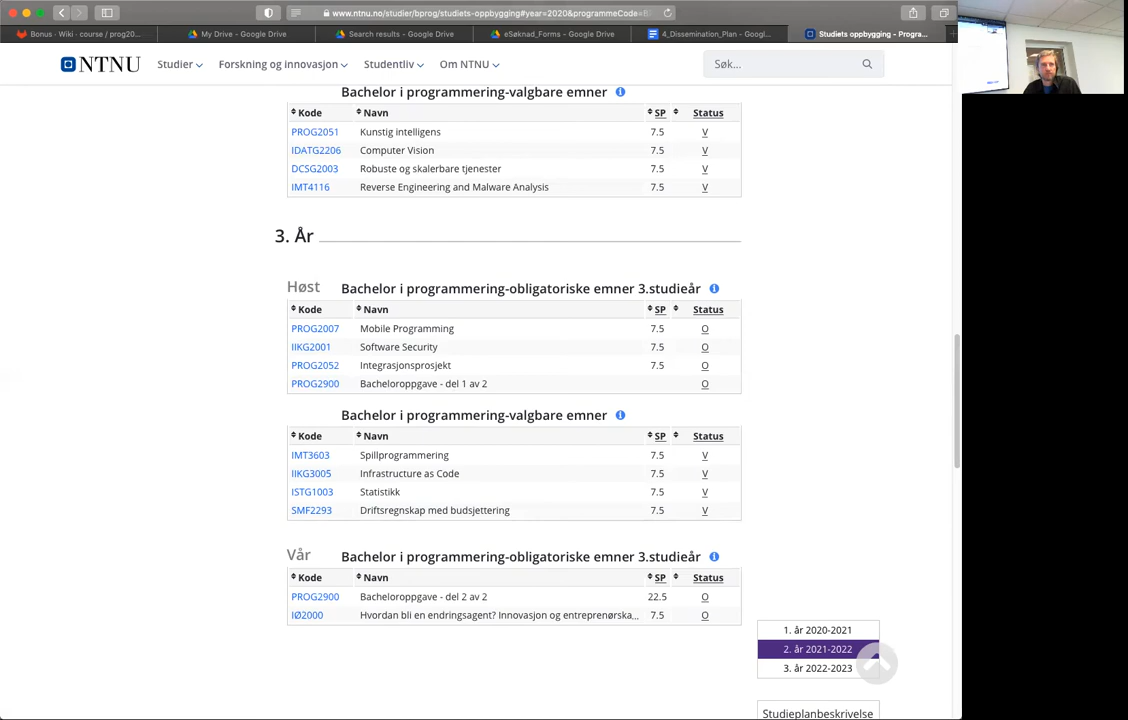 www.ntnu.no/studier/bprog/studiets-oppbygging#year=2020&programmeCode=B
Bonus · Wiki · course / prog20...
My Drive – Google Drive
Search results – Google Drive
eSøknad_Forms – Google Drive
4_Dissemination_Plan – Googl...
Studiets oppbygging - Progra...
NTNU
Studier
Forskning og innovasjon
Studentliv
Om NTNU
Søk...
Bachelor i programmering-valgbare emner
Kode Navn SP Status
PROG2051 Kunstig intelligens 7.5 V
IDATG2206 Computer Vision 7.5 V
DCSG2003 Robuste og skalerbare tjenester 7.5 V
IMT4116 Reverse Engineering and Malware Analysis 7.5 V
3. År
Høst Bachelor i programmering-obligatoriske emner 3.studieår
Kode Navn SP Status
PROG2007 Mobile Programming 7.5 O
IIKG2001 Software Security 7.5 O
PROG2052 Integrasjonsprosjekt 7.5 O
PROG2900 Bacheloroppgave - del 1 av 2 O
Bachelor i programmering-valgbare emner
Kode Navn SP Status
IMT3603 Spillprogrammering 7.5 V
IIKG3005 Infrastructure as Code 7.5 V
ISTG1003 Statistikk 7.5 V
SMF2293 Driftsregnskap med budsjettering 7.5 V
Vår Bachelor i programmering-obligatoriske emner 3.studieår
Kode Navn SP Status
PROG2900 Bacheloroppgave - del 2 av 2 22.5 O
IØ2000 Hvordan bli en endringsagent? Innovasjon og entreprenørska... 7.5 O
1. år 2020-2021
2. år 2021-2022
3. år 2022-2023
Studieplanbeskrivelse